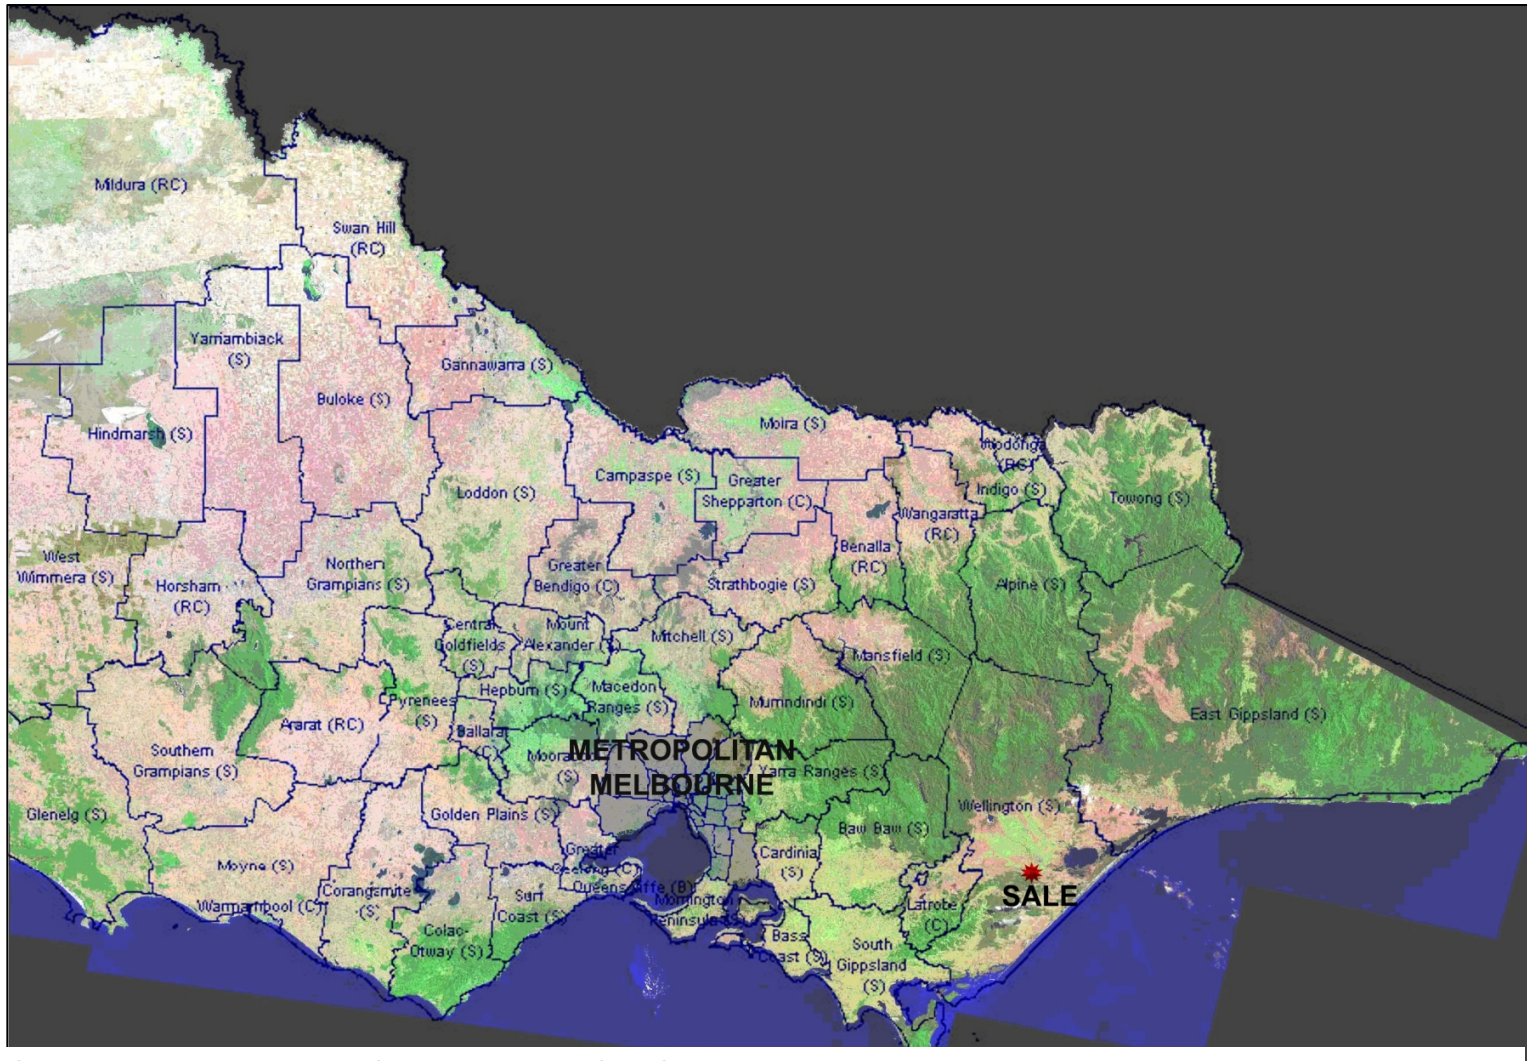 Mildura (RC)
Swan Hill
(RC)
Yarriambiack
(S)
Gannawarra (S)
Buloke (S)
Hindmarsh (S)
Moira (S)
Wodonga
(RC)
Campaspe (S)
Greater
Shepparton (C)
Loddon (S)
Indigo (S)
Towong (S)
Wangaratta
(RC)
Benalla
(RC)
West
Wimmera (S)
Horsham
(RC)
Northern
Grampians (S)
Greater
Bendigo (C)
Strathbogie (S)
Alpine (S)
Central
Goldfields
(S)
Mount
Alexander (
Mitchell (S)
Mansfield (S)
Hepburn (S)
Macedon
Ranges (S)
Pyrenees
(S)
Murrindindi (S)
East Gippsland (S)
Ararat (RC)
Ballarat
(C)
Southern
Grampians (S)
(S)
METROPOLITAN
MELBOURNE
Yarra Ranges (S)
Glenelg (S)
Golden Plains (S)
Wellington (S)
Baw Baw (S)
Moyne (S)
Greater
Geelong (C)
Cardinia
(S)
Corangamite
(S)
Warrnambool (C)
Surf
Coast (S)
(B)
Mornington
Peninsula (S)
SALE
Latrobe
(C)
Colac-
Otway (S)
Bass
Coast (S)
South
Gippsland
(S)